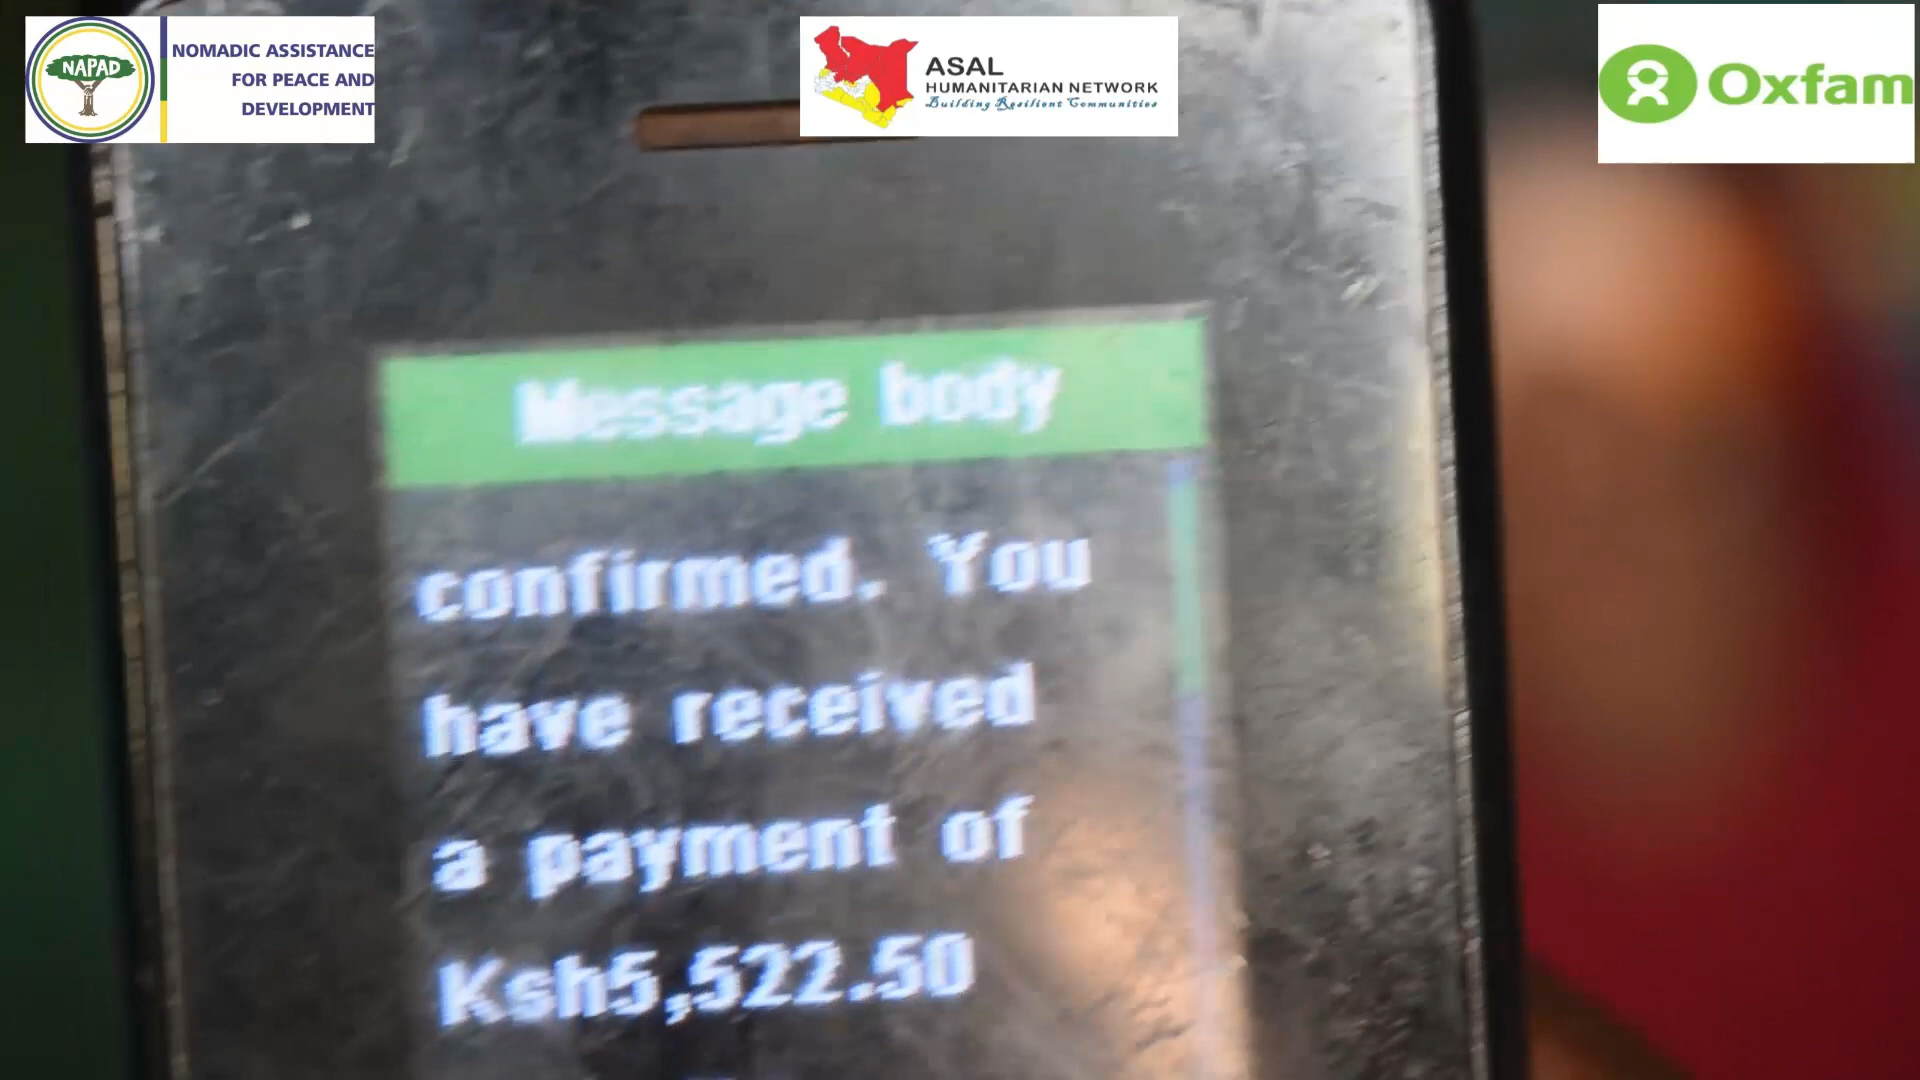 NAPAD
NOMADIC ASSISTANCE
FOR PEACE AND
DEVELOPMENT
ASAL
HUMANITARIAN NETWORK
Building Resilient Communities
Oxfam
Message body
confirmed. You
have received
a payment of
Ksh5,522.50